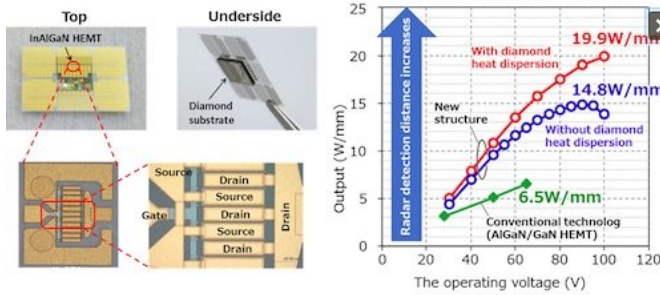 Top
Underside
InAlGaN HEMT
Diamond
substrate
Source
Gate
Drain
Source
Drain
Source
Drain
Drain
Output (W/mm)
25
20
15
10
5
0
Radar detection distance increases
With diamond
heat dispersion
19.9W/mm
14.8W/mm
New
structure
Without diamond
heat dispersion
6.5W/mm
Conventional technolog
(AlGaN/GaN HEMT)
0 20 40 60 80 100 120
The operating voltage (V)